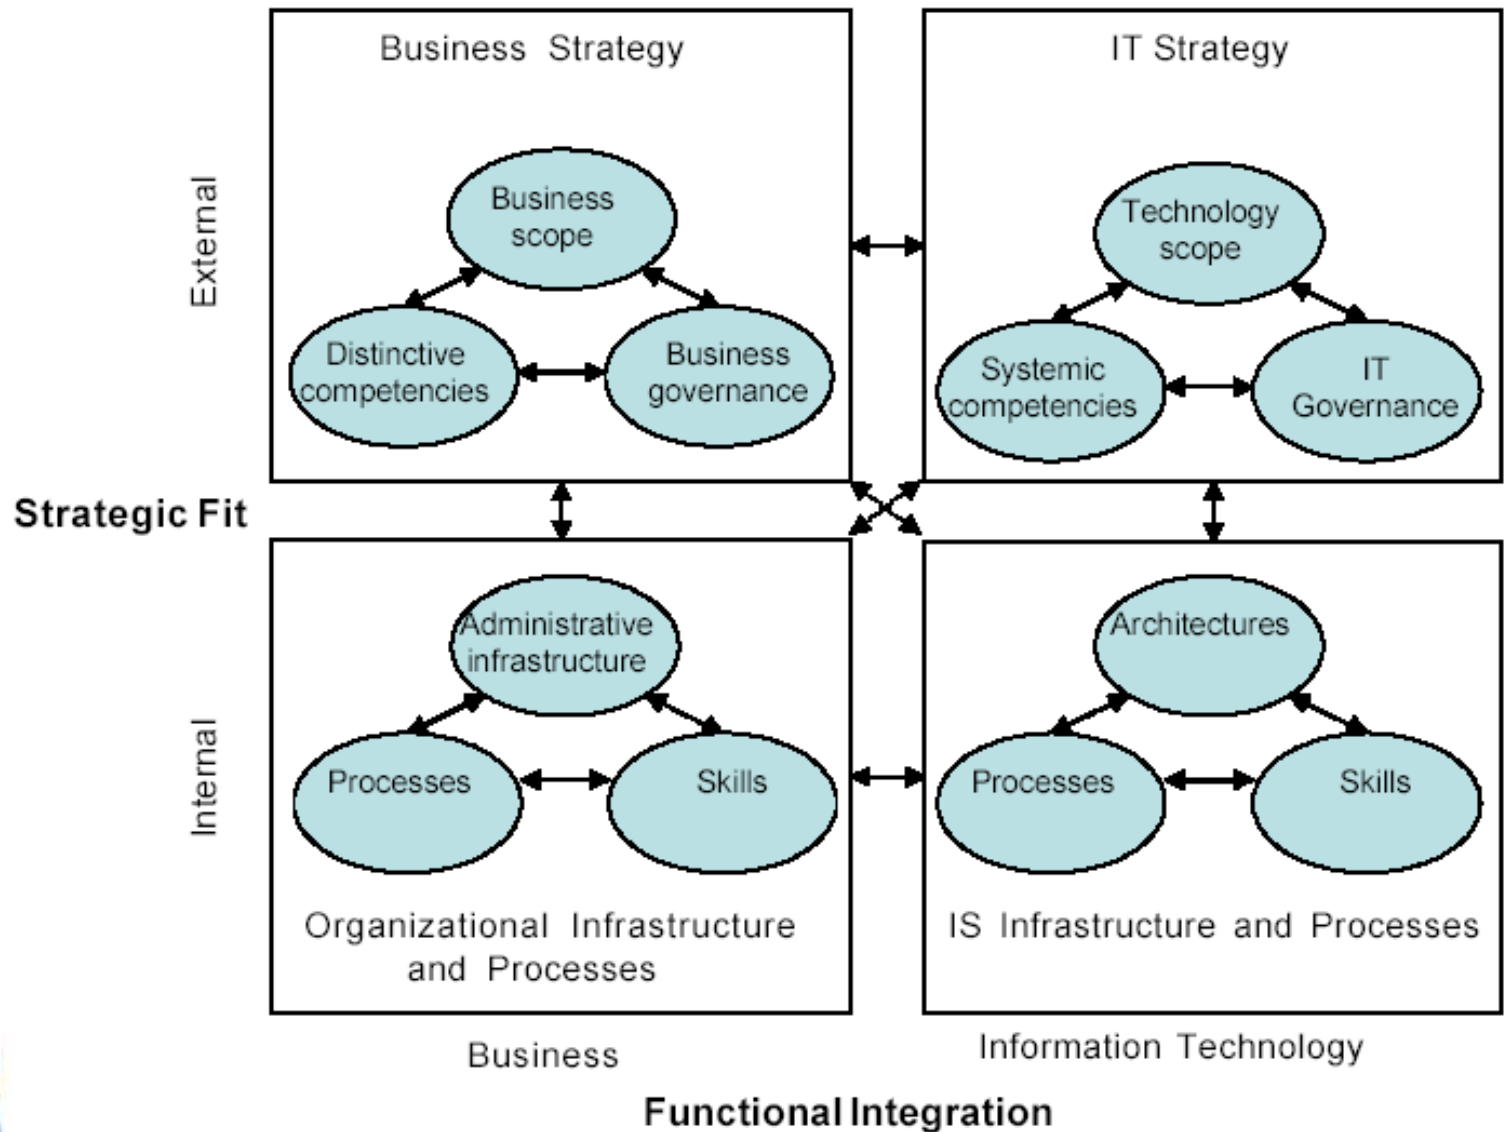 Business Strategy
IT Strategy
External
Business
scope
Distinctive
competencies
Business
governance
Technology
scope
Systemic
competencies
IT
Governance
Strategic Fit
Internal
Administrative
infrastructure
Processes
Skills
Organizational Infrastructure
and Processes
Architectures
Processes
Skills
IS Infrastructure and Processes
Business
Information Technology
Functional Integration